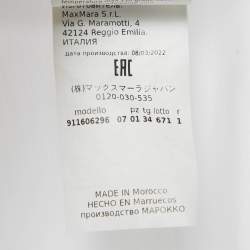 Изготовитель:
MaxMara S.r.L.
Via G. Maramotti, 4
42124 Reggio Emilia.
ИТАЛИЯ
дата производства: 08/03/2022
EAC
(株)マックスマーラジャパン
0120-030-535
modello pz tg lotto r
911606296 07 01 34 671 1
MADE IN Morocco
HECHO EN Marruecos
производство МАРОККО